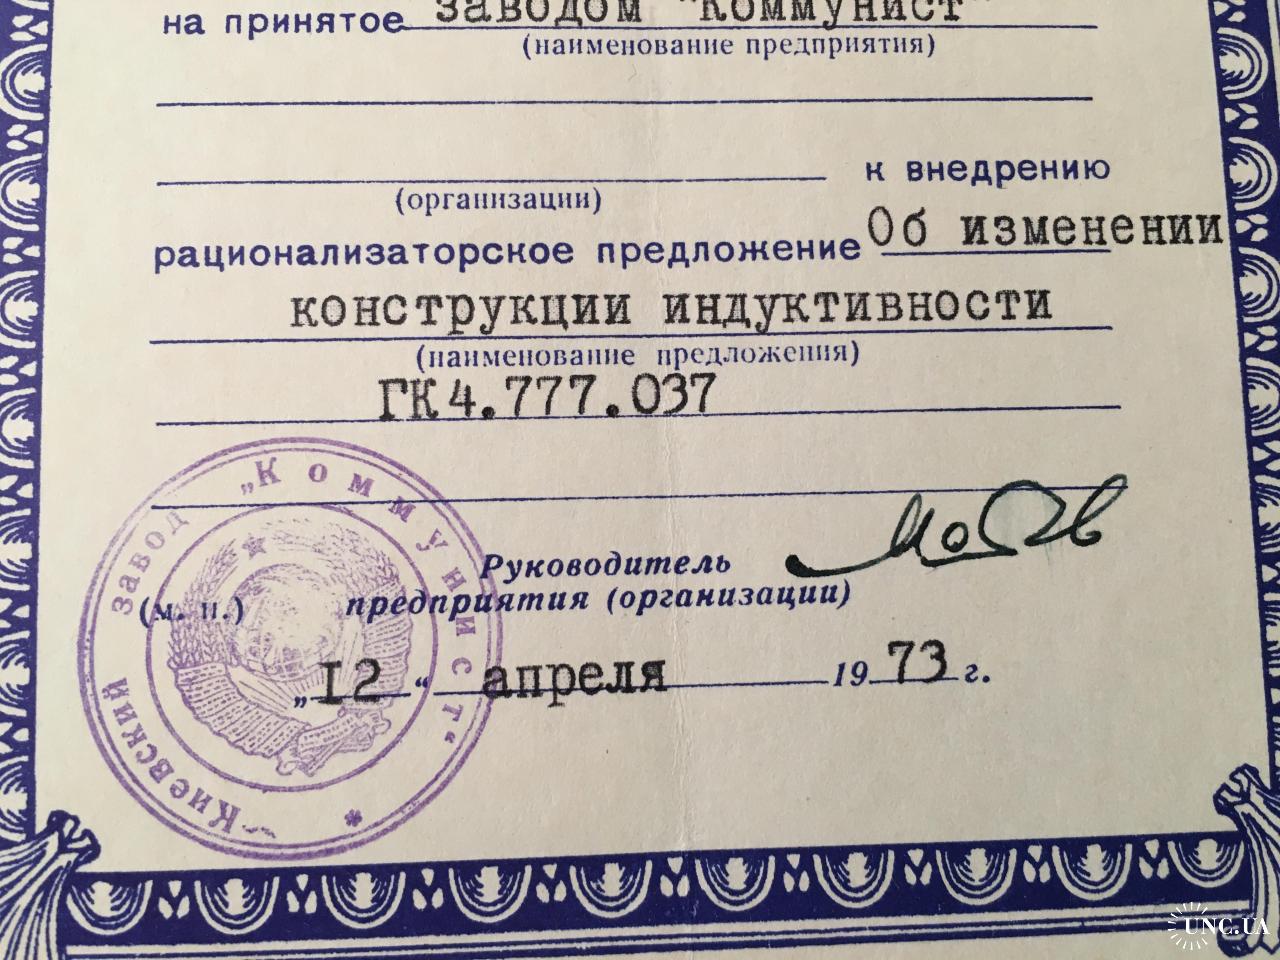 на принятое заводом "Коммунист"
(наименование предприятия)
к внедрению
(организации)
рационализаторское предложение Об изменении
конструкции индуктивности
(наименование предложения)
ГК4.777.037
Киевский завод „Коммунист“ *
Руководитель
(м. п.) предприятия (организации)
„I2“ апреля 1973 г.
UNC.UA